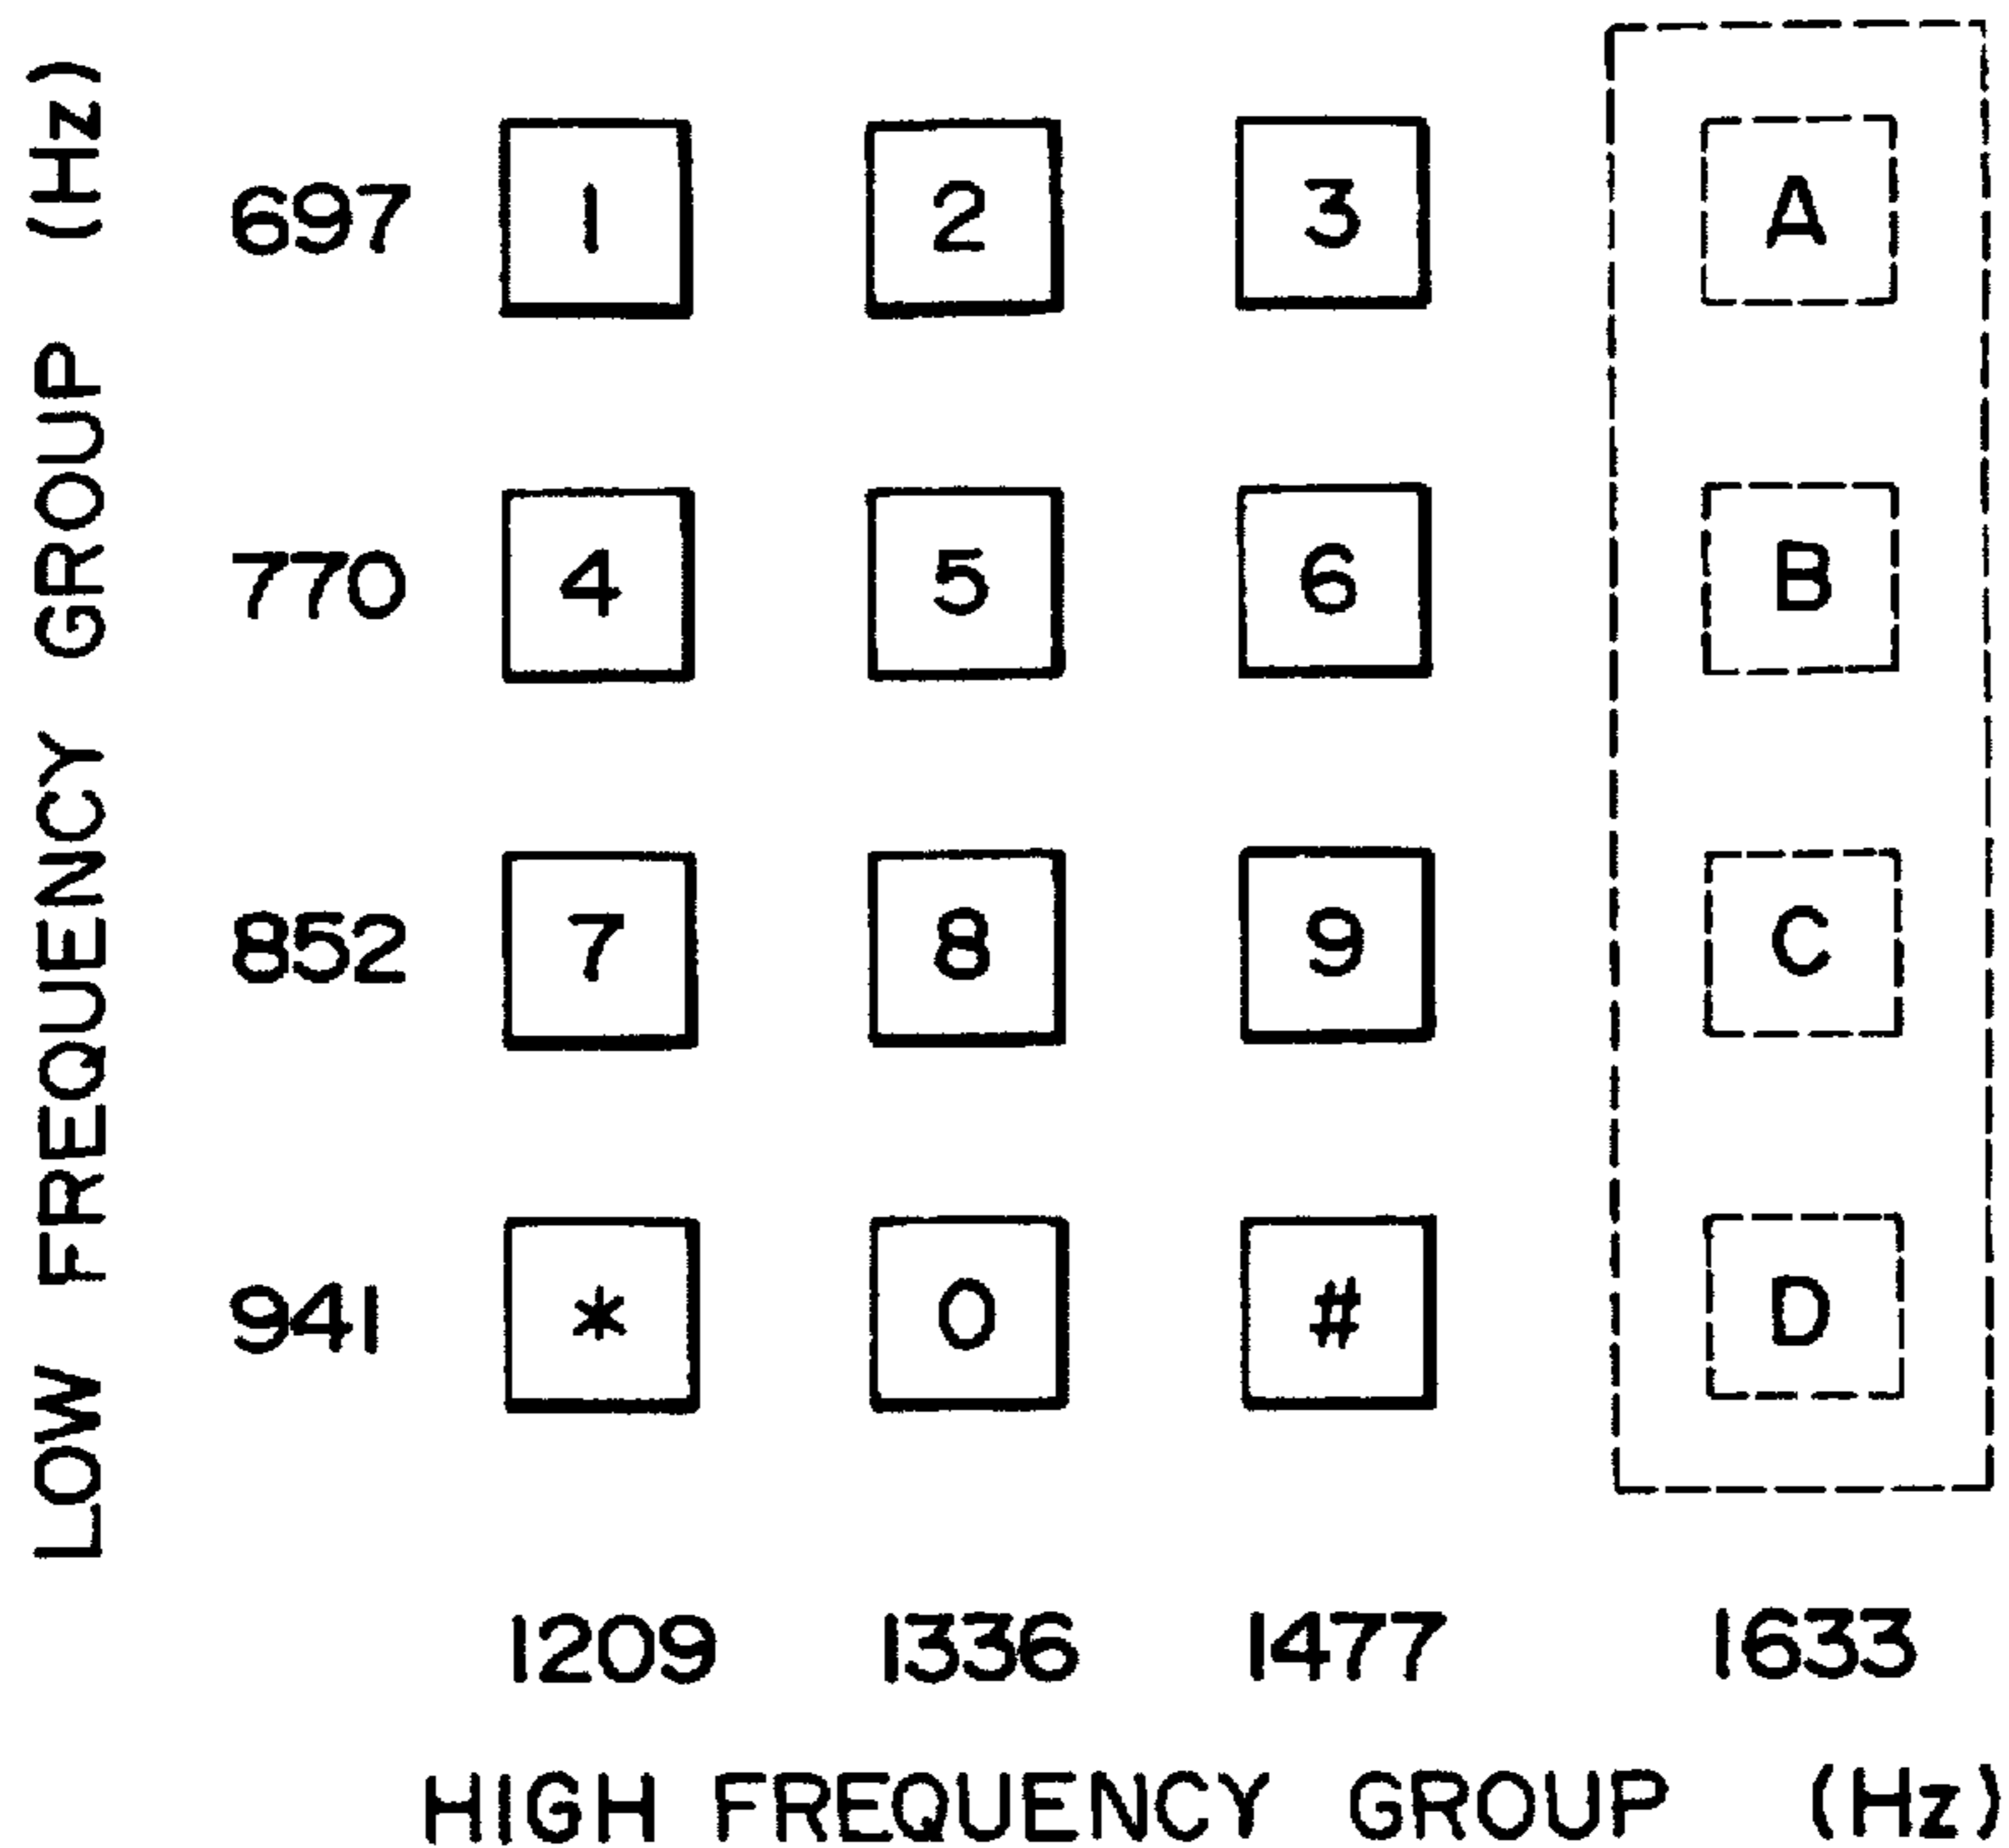 LOW FREQUENCY GROUP (Hz)
697 1 2 3 A
770 4 5 6 B
852 7 8 9 C
941 * 0 # D
1209 1336 1477 1633
HIGH FREQUENCY GROUP (Hz)